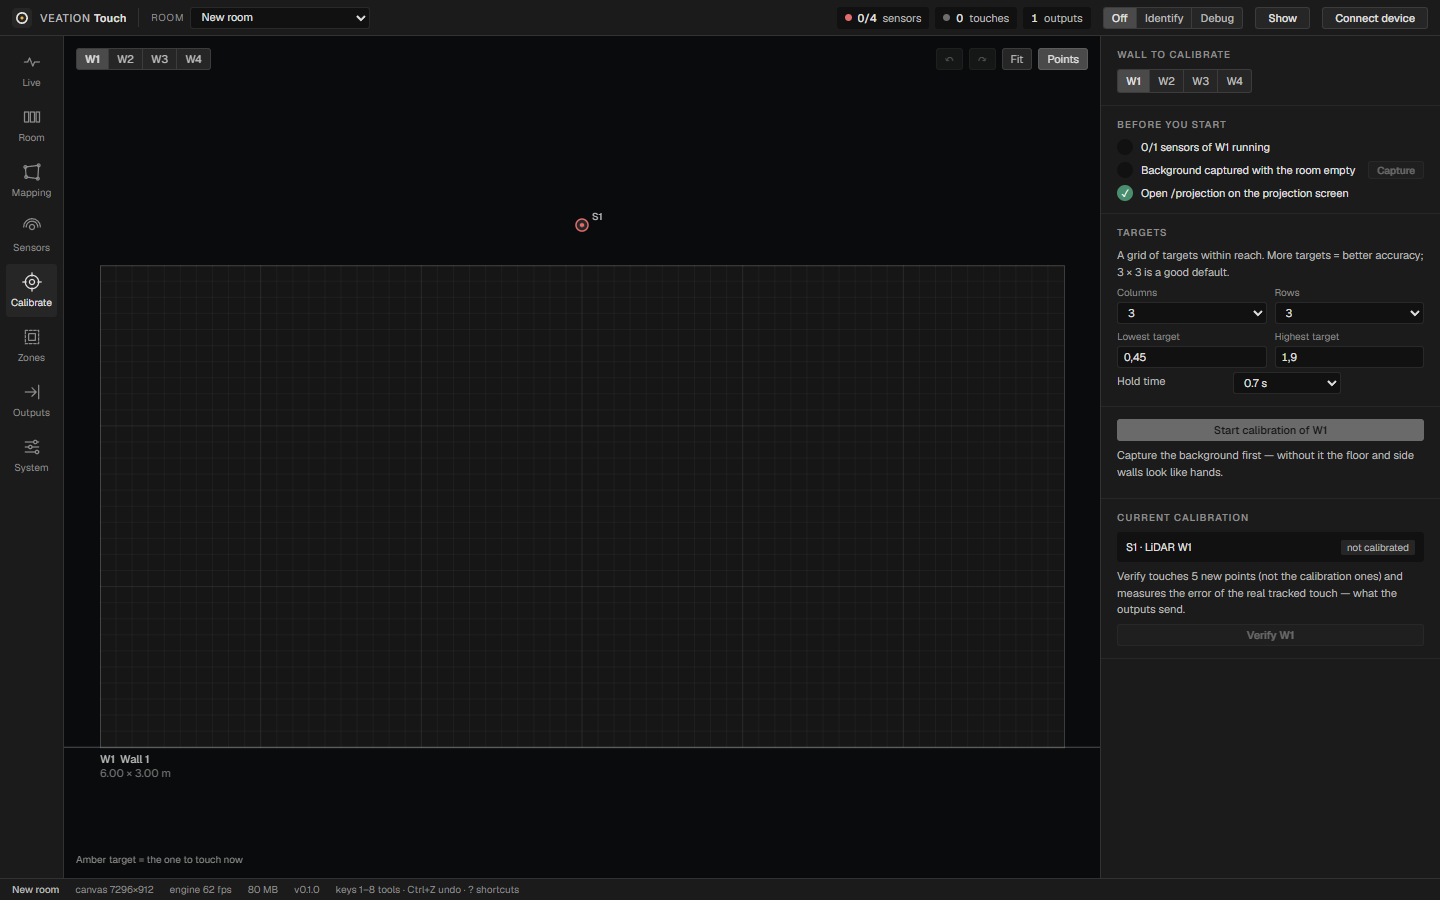 VEATION Touch
ROOM
New room
0/4 sensors
0 touches
1 outputs
Off
Identify
Debug
Show
Connect device
Live
Room
Mapping
Sensors
Calibrate
Zones
Outputs
System
W1
W2
W3
W4
Fit
Points
S1
W1 Wall 1
6.00 × 3.00 m
Amber target = the one to touch now
WALL TO CALIBRATE
W1
W2
W3
W4
BEFORE YOU START
0/1 sensors of W1 running
Background captured with the room empty
Capture
Open /projection on the projection screen
TARGETS
A grid of targets within reach. More targets = better accuracy;
3 × 3 is a good default.
Columns
Rows
3
3
Lowest target
Highest target
0,45
1,9
Hold time
0.7 s
Start calibration of W1
Capture the background first — without it the floor and side
walls look like hands.
CURRENT CALIBRATION
S1 · LiDAR W1
not calibrated
Verify touches 5 new points (not the calibration ones) and
measures the error of the real tracked touch — what the
outputs send.
Verify W1
New room
canvas 7296×912
engine 62 fps
80 MB
v0.1.0
keys 1–8 tools · Ctrl+Z undo · ? shortcuts